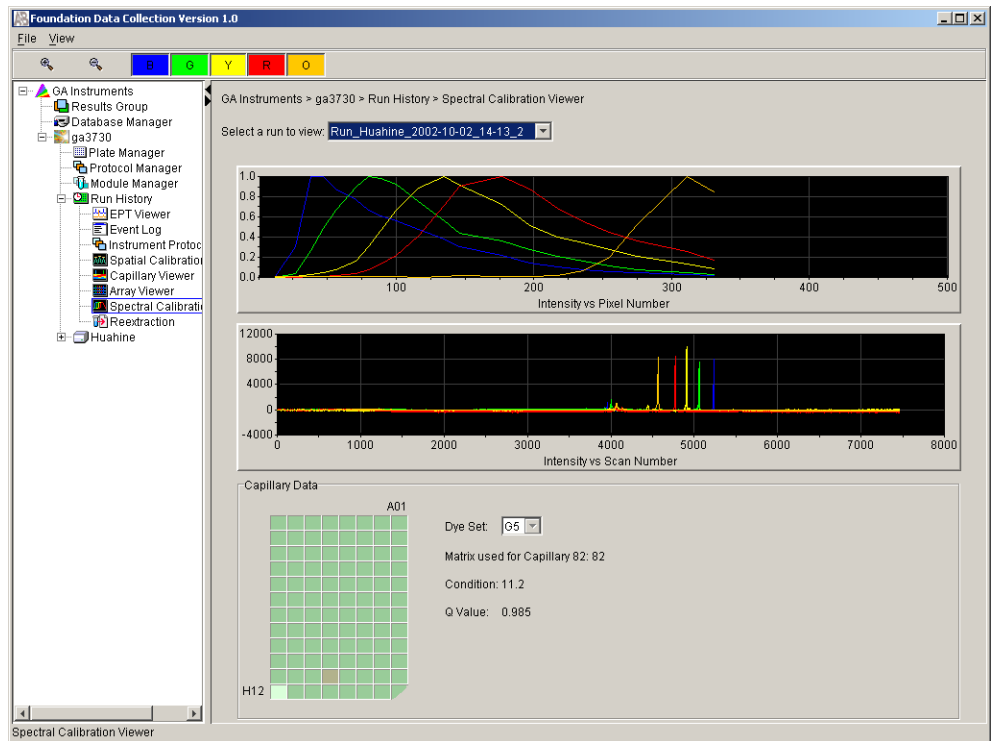 Foundation Data Collection Version 1.0
File View
B G Y R O
GA Instruments
Results Group
Database Manager
ga3730
Plate Manager
Protocol Manager
Module Manager
Run History
EPT Viewer
Event Log
Instrument Protoc
Spatial Calibration
Capillary Viewer
Array Viewer
Spectral Calibrati
Reextraction
Huahine
GA Instruments > ga3730 > Run History > Spectral Calibration Viewer
Select a run to view: Run_Huahine_2002-10-02_14-13_2
1.0
0.8
0.6
0.4
0.2
0.0
100 200 300 400 500
Intensity vs Pixel Number
12000
8000
4000
0
-4000
0 1000 2000 3000 4000 5000 6000 7000 8000
Intensity vs Scan Number
Capillary Data
A01
H12
Dye Set: G5
Matrix used for Capillary 82: 82
Condition: 11.2
Q Value: 0.985
Spectral Calibration Viewer